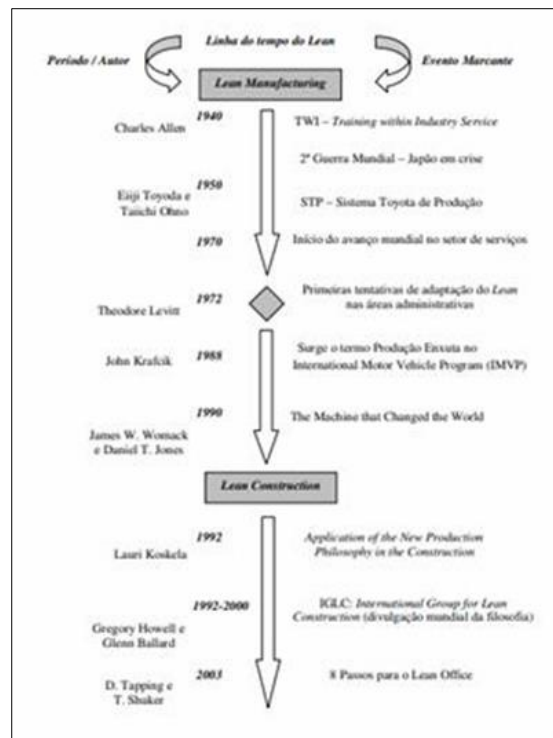 Linha do tempo do Lean
Período / Autor
Evento Marcante
Lean Manufacturing
1940
Charles Allen
TWI – Training within Industry Service
2ª Guerra Mundial – Japão em crise
1950
Eiiji Toyoda e
Taiichi Ohno
STP – Sistema Toyota de Produção
1970
Início do avanço mundial no setor de serviços
1972
Theodore Levitt
Primeiras tentativas de adaptação do Lean
nas áreas administrativas
1988
John Krafcik
Surge o termo Produção Enxuta no
International Motor Vehicle Program (IMVP)
1990
James W. Womack
e Daniel T. Jones
The Machine that Changed the World
Lean Construction
1992
Lauri Koskela
Application of the New Production
Philosophy in the Construction
1992-2000
Gregory Howell e
Glenn Ballard
IGLC: International Group for Lean
Construction (divulgação mundial da filosofia)
2003
D. Tapping e
T. Shuker
8 Passos para o Lean Office